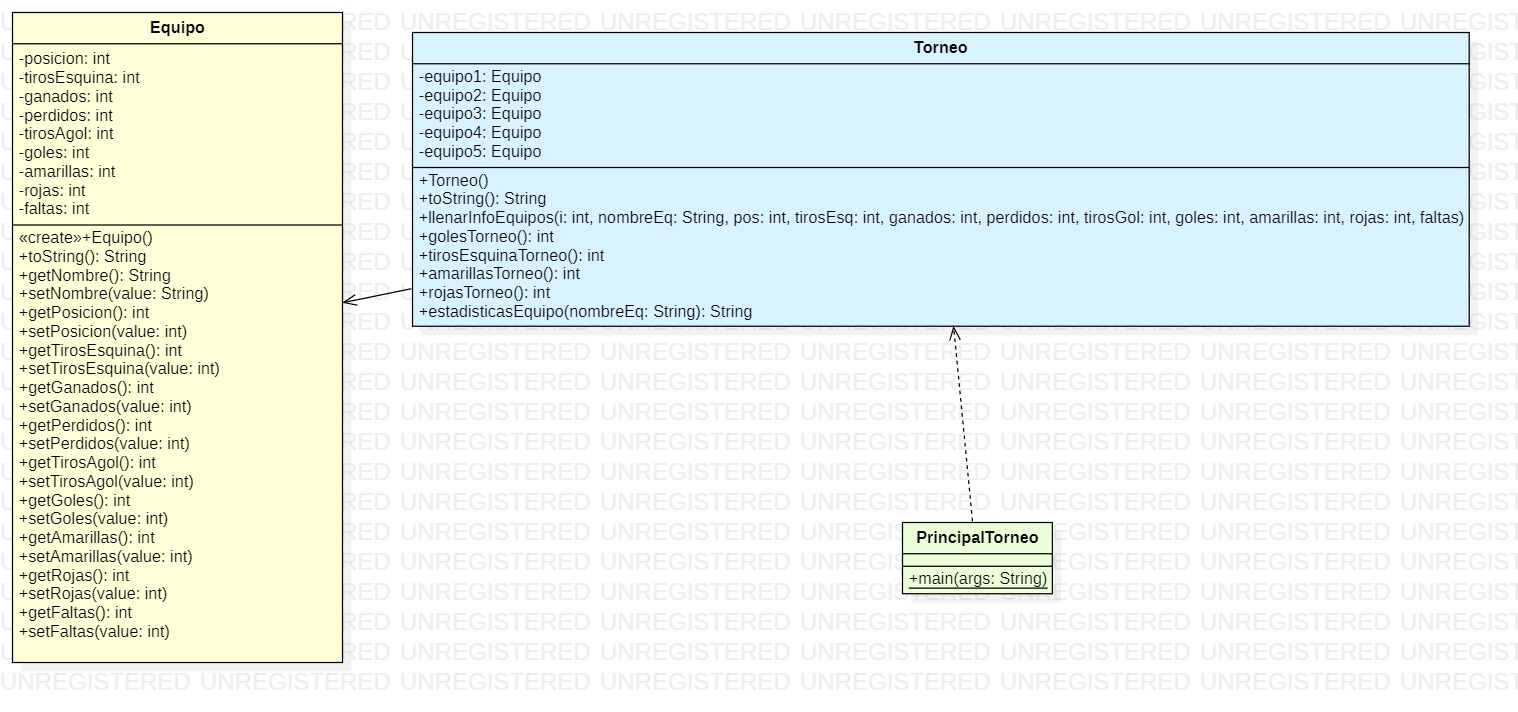 Equipo
-posicion: int
-tirosEsquina: int
-ganados: int
-perdidos: int
-tirosAgol: int
-goles: int
-amarillas: int
-rojas: int
-faltas: int
«create»+Equipo()
+toString(): String
+getNombre(): String
+setNombre(value: String)
+getPosicion(): int
+setPosicion(value: int)
+getTirosEsquina(): int
+setTirosEsquina(value: int)
+getGanados(): int
+setGanados(value: int)
+getPerdidos(): int
+setPerdidos(value: int)
+getTirosAgol(): int
+setTirosAgol(value: int)
+getGoles(): int
+setGoles(value: int)
+getAmarillas(): int
+setAmarillas(value: int)
+getRojas(): int
+setRojas(value: int)
+getFaltas(): int
+setFaltas(value: int)
Torneo
-equipo1: Equipo
-equipo2: Equipo
-equipo3: Equipo
-equipo4: Equipo
-equipo5: Equipo
+Torneo()
+toString(): String
+llenarInfoEquipos(i: int, nombreEq: String, pos: int, tirosEsq: int, ganados: int, perdidos: int, tirosGol: int, goles: int, amarillas: int, rojas: int, faltas)
+golesTorneo(): int
+tirosEsquinaTorneo(): int
+amarillasTorneo(): int
+rojasTorneo(): int
+estadisticasEquipo(nombreEq: String): String
PrincipalTorneo
+main(args: String)
UNREGISTERED UNREGISTERED UNREGISTERED UNREGISTERED UNREGISTERED UNREGISTERED UNREGISTERED